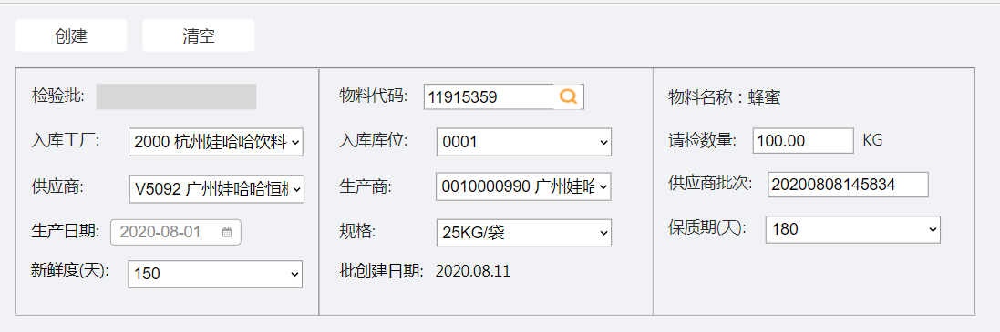 创建 清空
检验批: 物料代码: 11915359 物料名称：蜂蜜
入库工厂: 2000 杭州娃哈哈饮料 入库库位: 0001 请检数量: 100.00 KG
供应商: V5092 广州娃哈哈恒 生产商: 0010000990 广州娃哈 供应商批次: 20200808145834
生产日期: 2020-08-01 规格: 25KG/袋 保质期(天): 180
新鲜度(天): 150 批创建日期: 2020.08.11